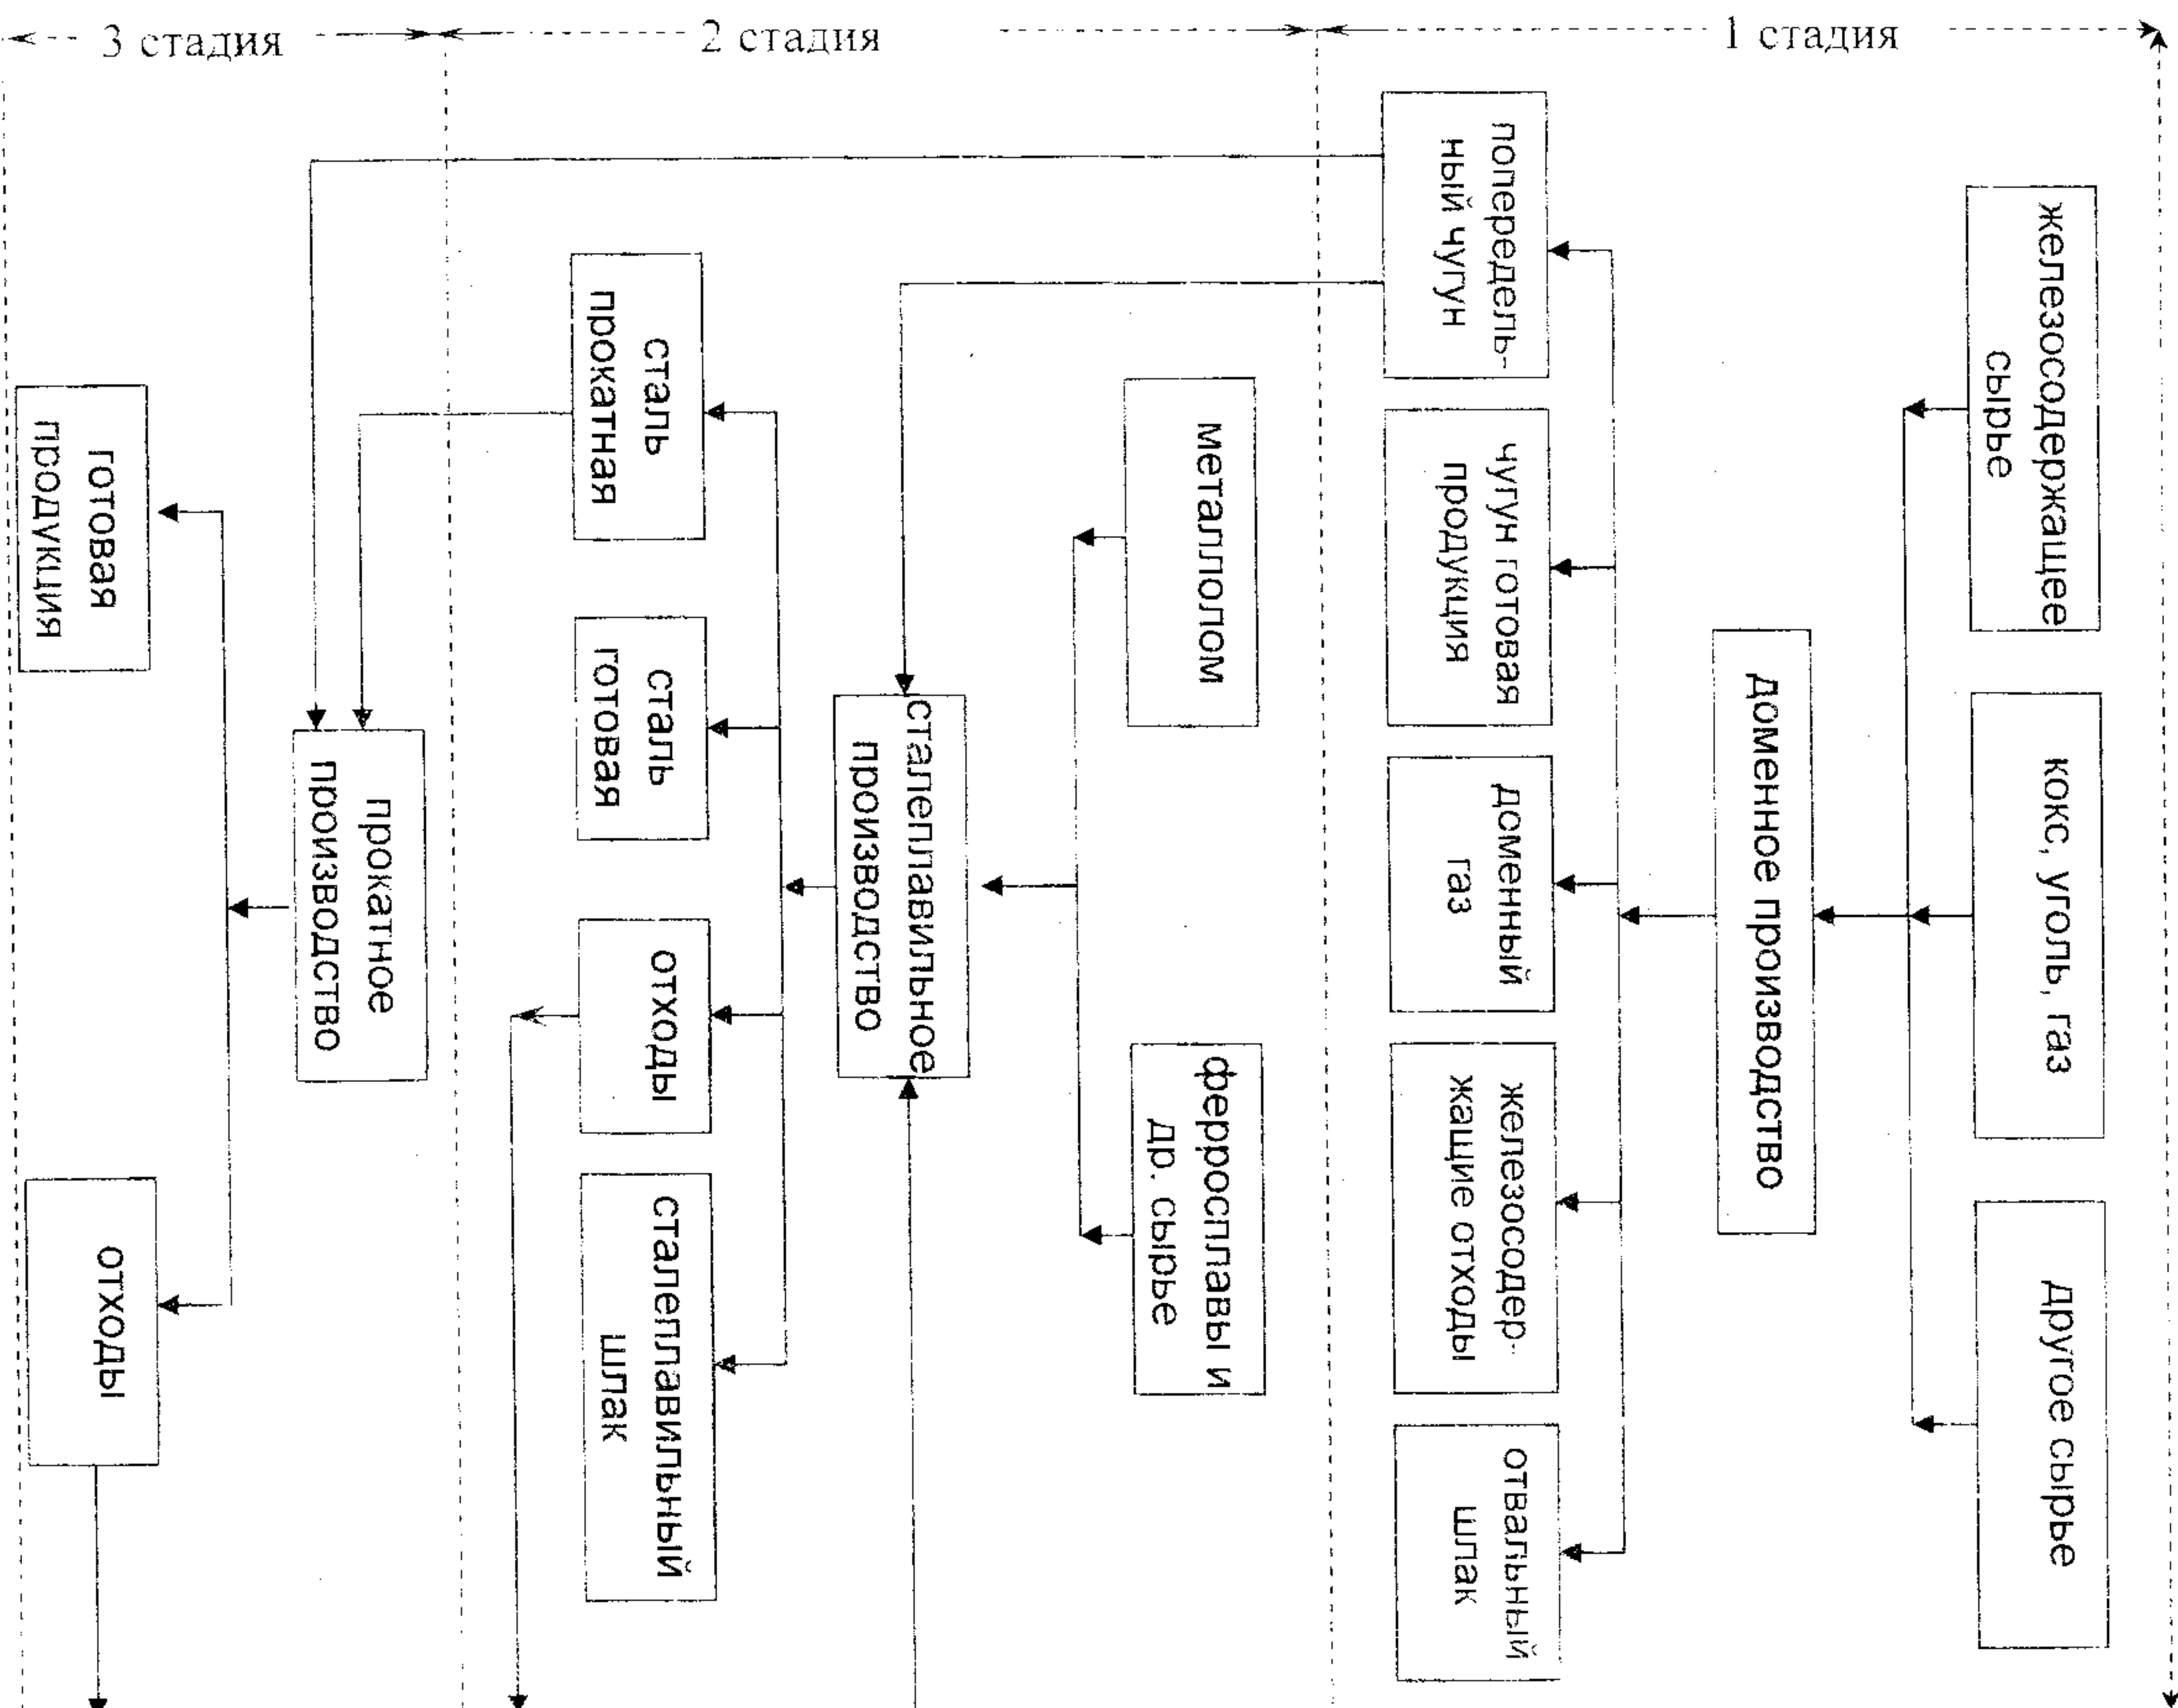 1 стадия
железосодержащее
сырье
кокс, уголь, газ
другое сырье
доменное производство
попередель-
ный чугун
чугун готовая
продукция
доменный
газ
железосодер-
жащие отходы
отвальный
шлак
2 стадия
металлолом
ферросплавы и
др. сырье
сталеплавильное
производство
сталь
прокатная
сталь
готовая
отходы
сталеплавильный
шлак
3 стадия
прокатное
производство
готовая
продукция
отходы